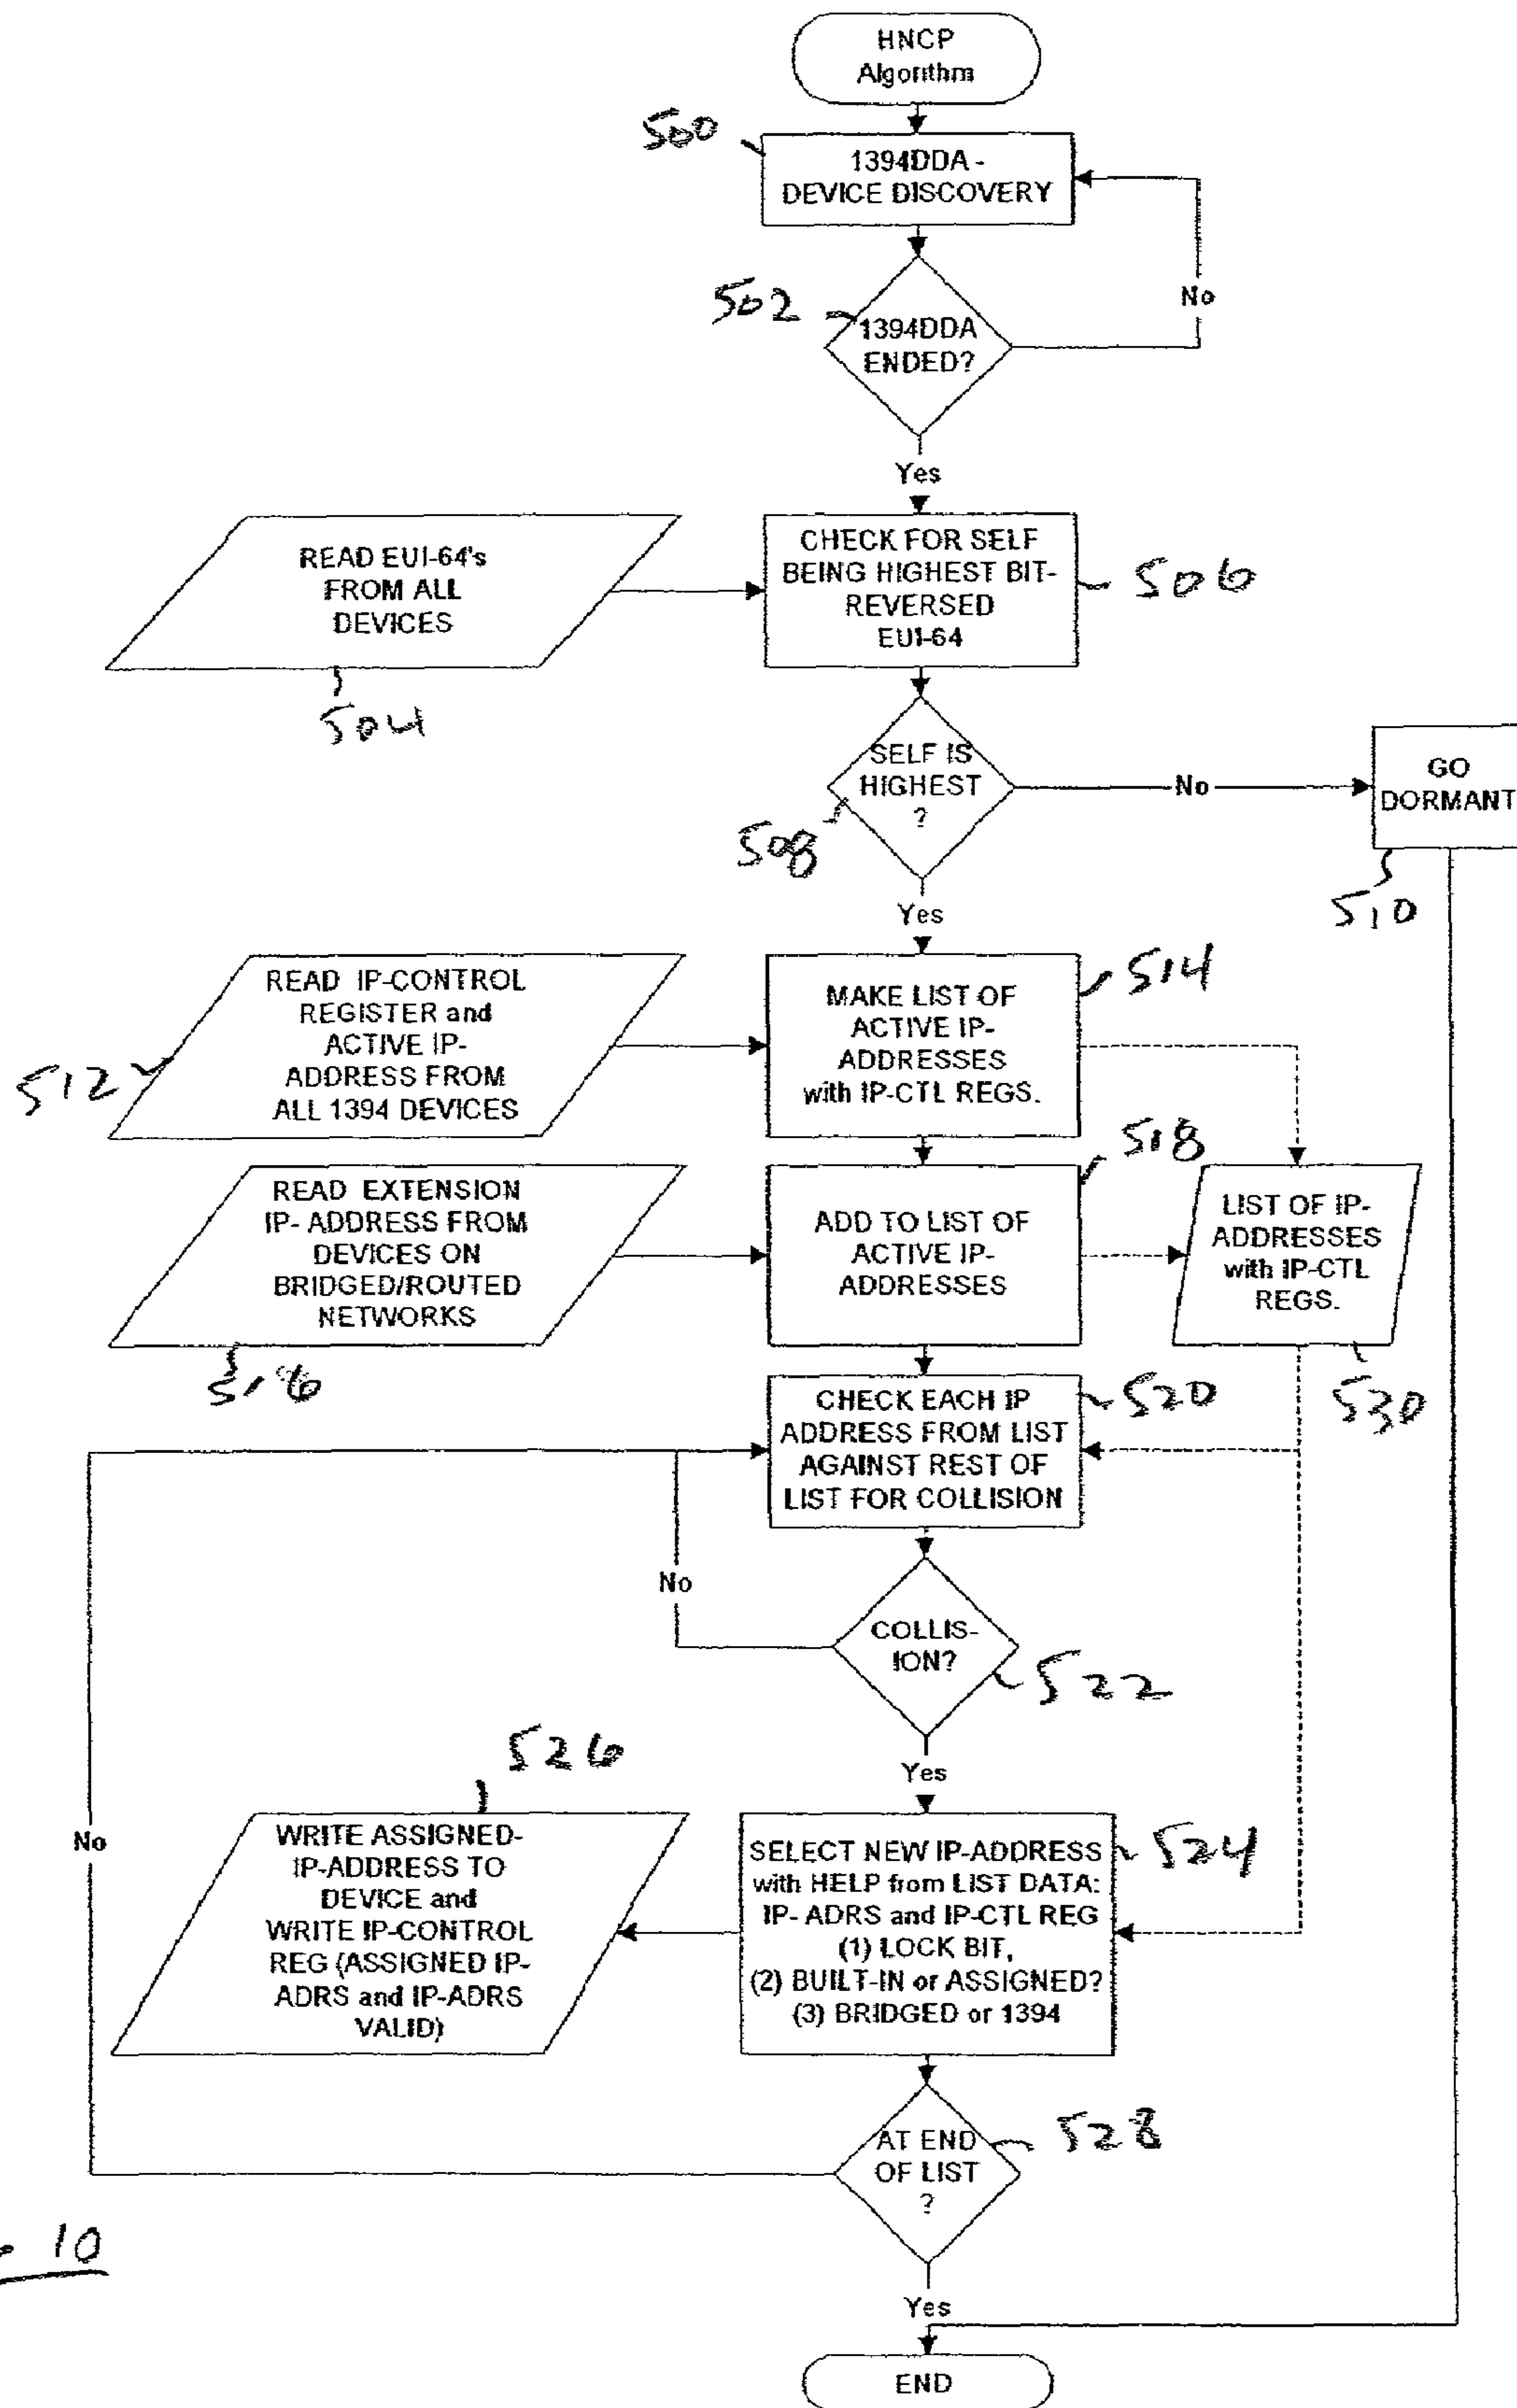 HNCP
Algorithm
500
1394DDA -
DEVICE DISCOVERY
502
1394DDA
ENDED?
No
Yes
READ EUI-64's
FROM ALL
DEVICES
504
CHECK FOR SELF
BEING HIGHEST BIT-
REVERSED
EUI-64
506
SELF IS
HIGHEST
?
508
No
GO
DORMANT
510
Yes
READ IP-CONTROL
REGISTER and
ACTIVE IP-
ADDRESS FROM
ALL 1394 DEVICES
512
MAKE LIST OF
ACTIVE IP-
ADDRESSES
with IP-CTL REGS.
514
READ EXTENSION
IP- ADDRESS FROM
DEVICES ON
BRIDGED/ROUTED
NETWORKS
516
ADD TO LIST OF
ACTIVE IP-
ADDRESSES
518
LIST OF IP-
ADDRESSES
with IP-CTL
REGS.
530
CHECK EACH IP
ADDRESS FROM LIST
AGAINST REST OF
LIST FOR COLLISION
520
No
COLLIS-
ION?
522
Yes
526
WRITE ASSIGNED-
IP-ADDRESS TO
DEVICE and
WRITE IP-CONTROL
REG (ASSIGNED IP-
ADRS and IP-ADRS
VALID)
No
SELECT NEW IP-ADDRESS
with HELP from LIST DATA:
IP- ADRS and IP-CTL REG
(1) LOCK BIT,
(2) BUILT-IN or ASSIGNED?
(3) BRIDGED or 1394
524
AT END
OF LIST
?
528
10
Yes
END